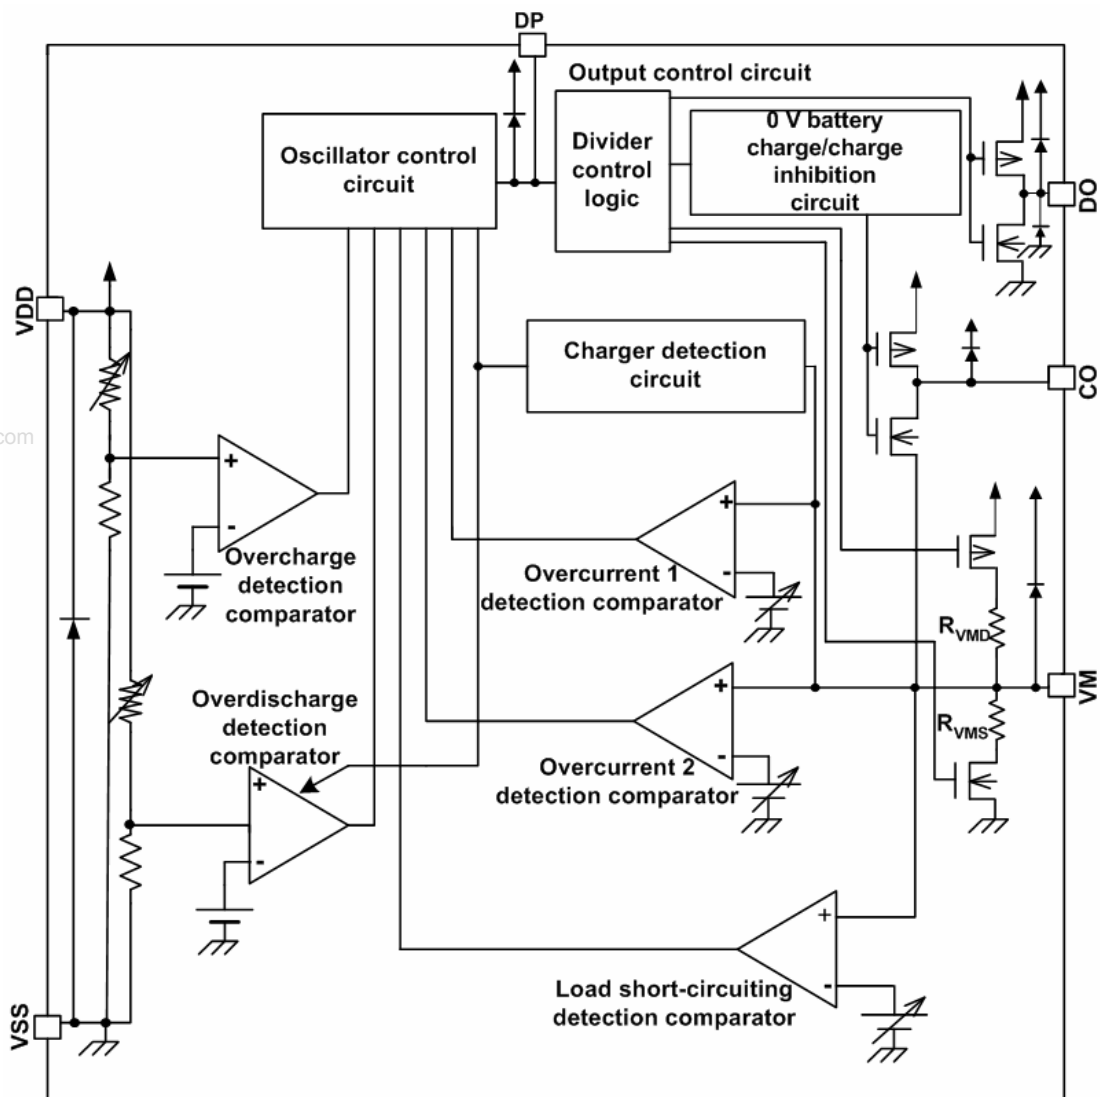 DP
Output control circuit
Oscillator control
circuit
Divider
control
logic
0 V battery
charge/charge
inhibition
circuit
DO
VDD
Charger detection
circuit
CO
com
+
-
Overcharge
detection
comparator
+
-
Overcurrent 1
detection comparator
RVMD
VM
RVMS
Overdischarge
detection
comparator
+
-
Overcurrent 2
detection comparator
+
-
+
-
Load short-circuiting
detection comparator
VSS